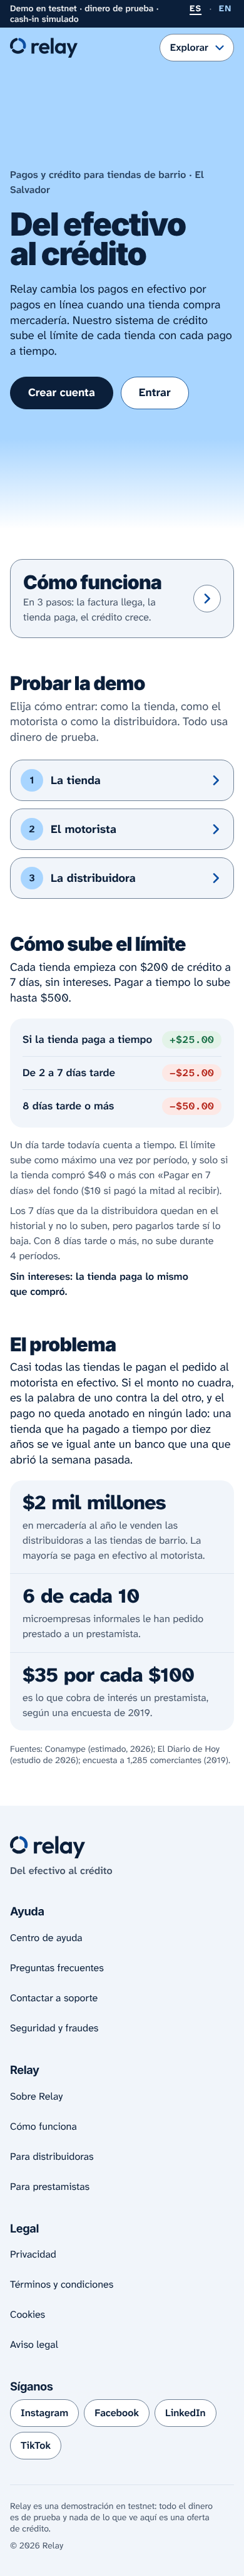 Demo en testnet · dinero de prueba ·
cash-in simulado
ES · EN
relay
Explorar
Pagos y crédito para tiendas de barrio · El
Salvador
Del efectivo
al crédito
Relay cambia los pagos en efectivo por
pagos en línea cuando una tienda compra
mercadería. Nuestro sistema de crédito
sube el límite de cada tienda con cada pago
a tiempo.
Crear cuenta
Entrar
Cómo funciona
En 3 pasos: la factura llega, la
tienda paga, el crédito crece.
Probar la demo
Elija cómo entrar: como la tienda, como el
motorista o como la distribuidora. Todo usa
dinero de prueba.
1 La tienda
2 El motorista
3 La distribuidora
Cómo sube el límite
Cada tienda empieza con $200 de crédito a
7 días, sin intereses. Pagar a tiempo lo sube
hasta $500.
Si la tienda paga a tiempo +$25.00
De 2 a 7 días tarde −$25.00
8 días tarde o más −$50.00
Un día tarde todavía cuenta a tiempo. El límite
sube como máximo una vez por período, y solo si
la tienda compró $40 o más con «Pagar en 7
días» del fondo ($10 si pagó la mitad al recibir).
Los 7 días que da la distribuidora quedan en el
historial y no lo suben, pero pagarlos tarde sí lo
baja. Con 8 días tarde o más, no sube durante
4 períodos.
Sin intereses: la tienda paga lo mismo
que compró.
El problema
Casi todas las tiendas le pagan el pedido al
motorista en efectivo. Si el monto no cuadra,
es la palabra de uno contra la del otro, y el
pago no queda anotado en ningún lado: una
tienda que ha pagado a tiempo por diez
años se ve igual ante un banco que una que
abrió la semana pasada.
$2 mil millones
en mercadería al año le venden las
distribuidoras a las tiendas de barrio. La
mayoría se paga en efectivo al motorista.
6 de cada 10
microempresas informales le han pedido
prestado a un prestamista.
$35 por cada $100
es lo que cobra de interés un prestamista,
según una encuesta de 2019.
Fuentes: Conamype (estimado, 2026); El Diario de Hoy
(estudio de 2026); encuesta a 1,285 comerciantes (2019).
relay
Del efectivo al crédito
Ayuda
Centro de ayuda
Preguntas frecuentes
Contactar a soporte
Seguridad y fraudes
Relay
Sobre Relay
Cómo funciona
Para distribuidoras
Para prestamistas
Legal
Privacidad
Términos y condiciones
Cookies
Aviso legal
Síganos
Instagram
Facebook
LinkedIn
TikTok
Relay es una demostración en testnet: todo el dinero
es de prueba y nada de lo que ve aquí es una oferta
de crédito.
© 2026 Relay